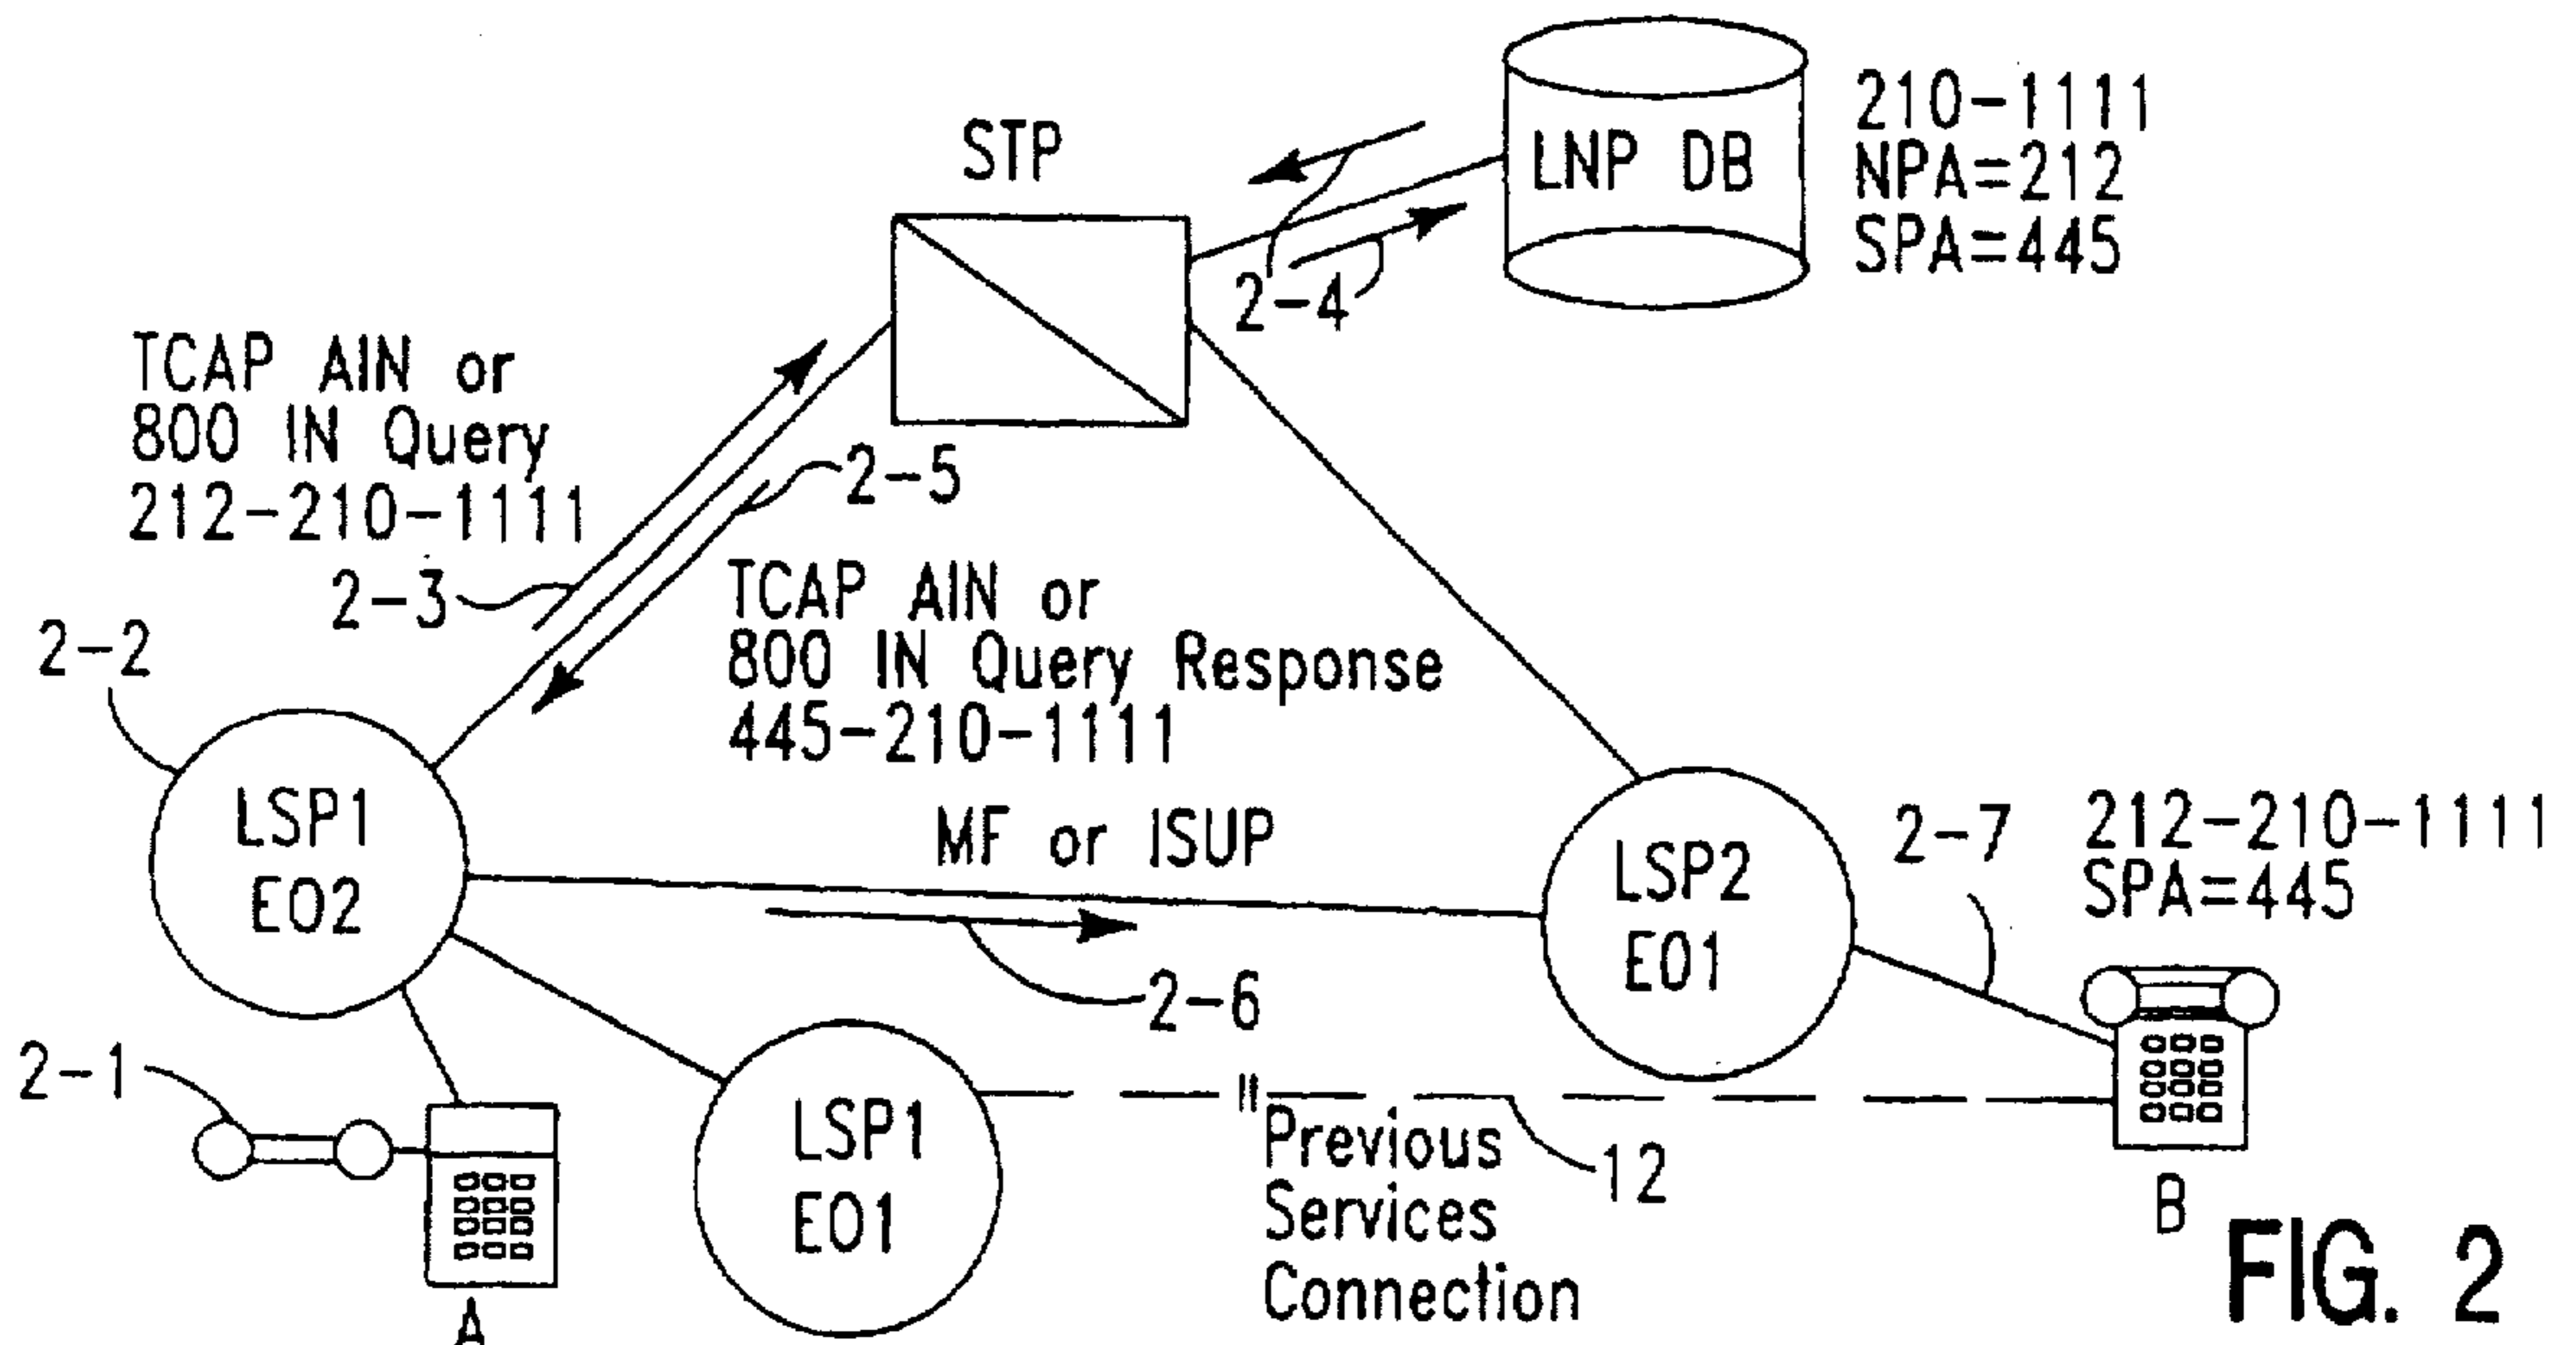 STP
LNP DB
210-1111
NPA=212
SPA=445
2-4
TCAP AIN or
800 IN Query
212-210-1111
2-5
2-3
TCAP AIN or
800 IN Query Response
445-210-1111
2-2
LSP1
EO2
MF or ISUP
2-6
LSP2
EO1
2-7
212-210-1111
SPA=445
2-1
LSP1
EO1
"Previous
Services
Connection
12
A
B
FIG. 2